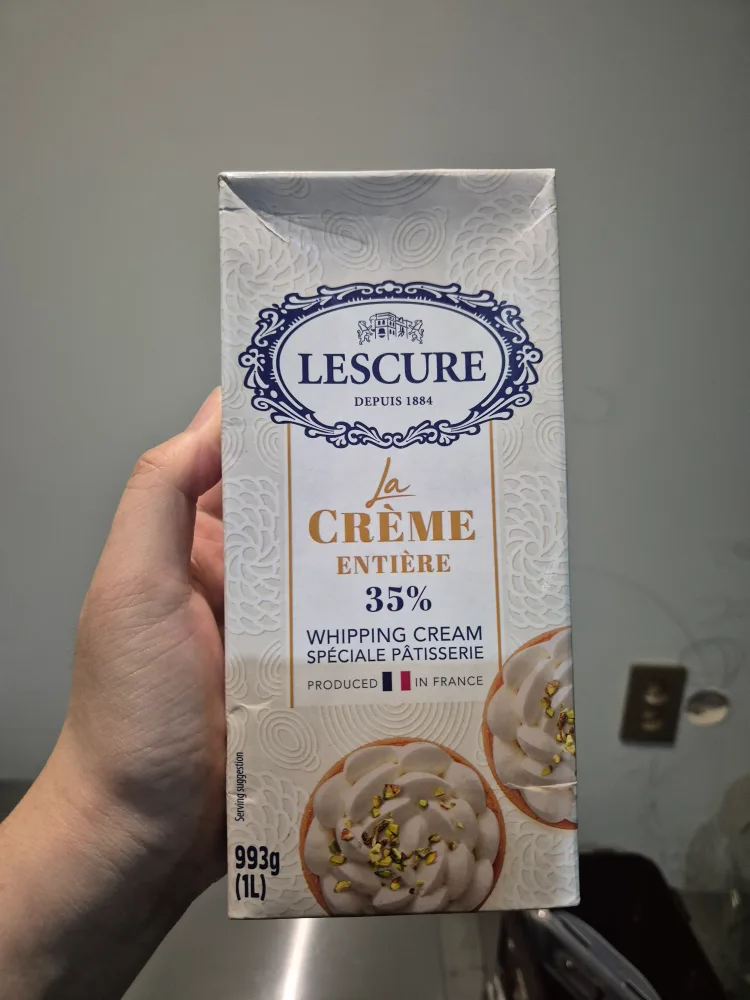 LESCURE
DEPUIS 1884
La
CRÈME
ENTIÈRE
35%
WHIPPING CREAM
SPÉCIALE PÂTISSERIE
PRODUCED IN FRANCE
Serving suggestion
993g
(1L)